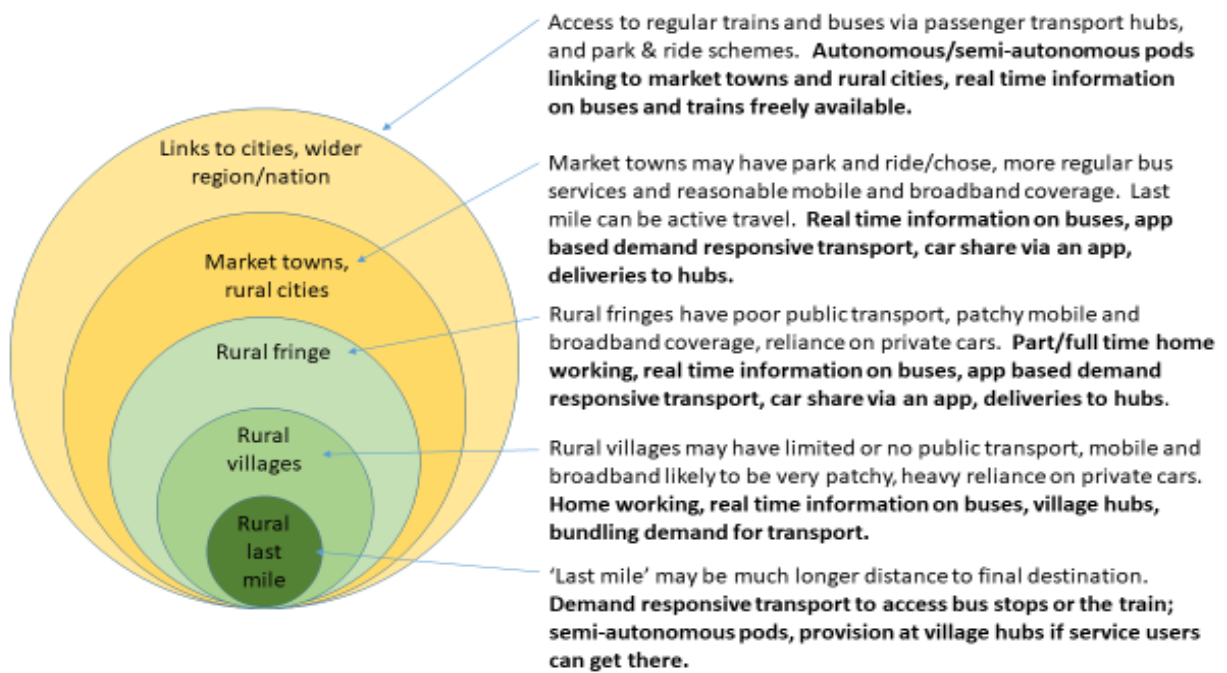 Access to regular trains and buses via passenger transport hubs,
and park & ride schemes. Autonomous/semi-autonomous pods
linking to market towns and rural cities, real time information
on buses and trains freely available.
Links to cities, wider
region/nation
Market towns may have park and ride/chose, more regular bus
services and reasonable mobile and broadband coverage. Last
mile can be active travel. Real time information on buses, app
based demand responsive transport, car share via an app,
deliveries to hubs.
Market towns,
rural cities
Rural fringes have poor public transport, patchy mobile and
broadband coverage, reliance on private cars. Part/full time home
working, real time information on buses, app based demand
responsive transport, car share via an app, deliveries to hubs.
Rural fringe
Rural villages may have limited or no public transport, mobile and
broadband likely to be very patchy, heavy reliance on private cars.
Home working, real time information on buses, village hubs,
bundling demand for transport.
Rural
villages
'Last mile' may be much longer distance to final destination.
Demand responsive transport to access bus stops or the train;
semi-autonomous pods, provision at village hubs if service users
can get there.
Rural
last
mile